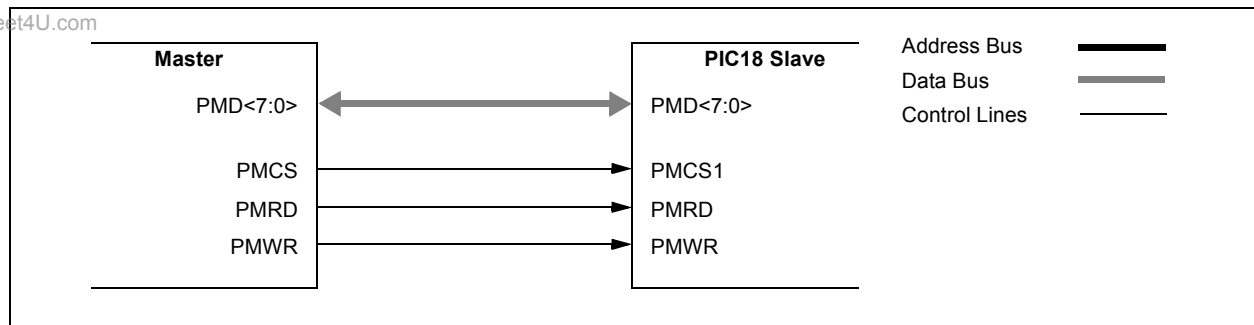 et4U.com
Master
PMD<7:0>
PMCS
PMRD
PMWR
PIC18 Slave
PMD<7:0>
PMCS1
PMRD
PMWR
Address Bus
Data Bus
Control Lines